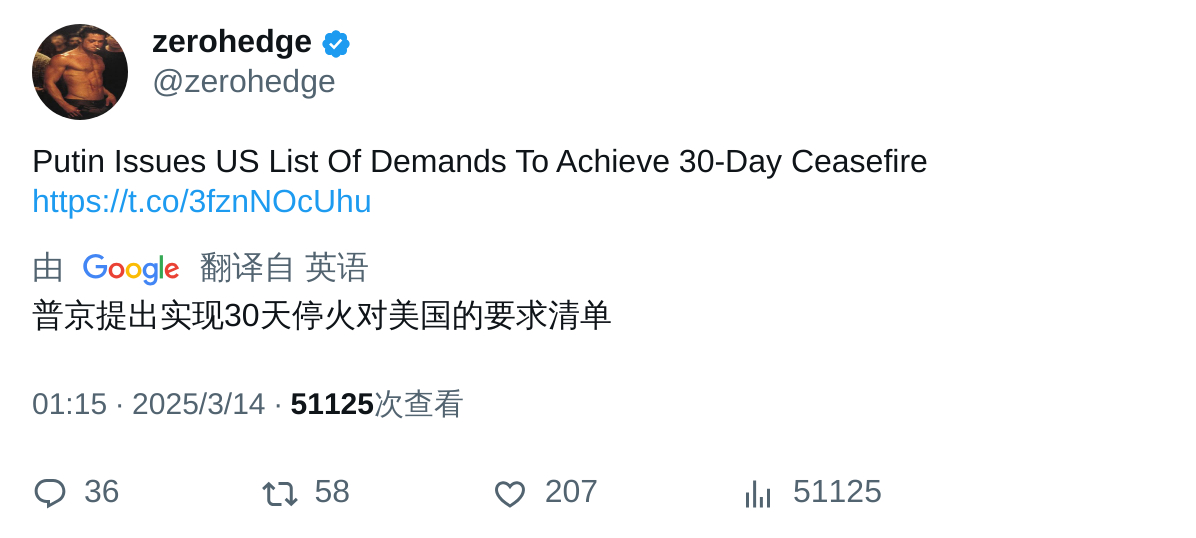 zerohedge
@zerohedge
Putin Issues US List Of Demands To Achieve 30-Day Ceasefire
https://t.co/3fznNOcUhu
由 Google 翻译自 英语
普京提出实现30天停火对美国的要求清单
01:15 · 2025/3/14 · 51125次查看
36 58 207 51125